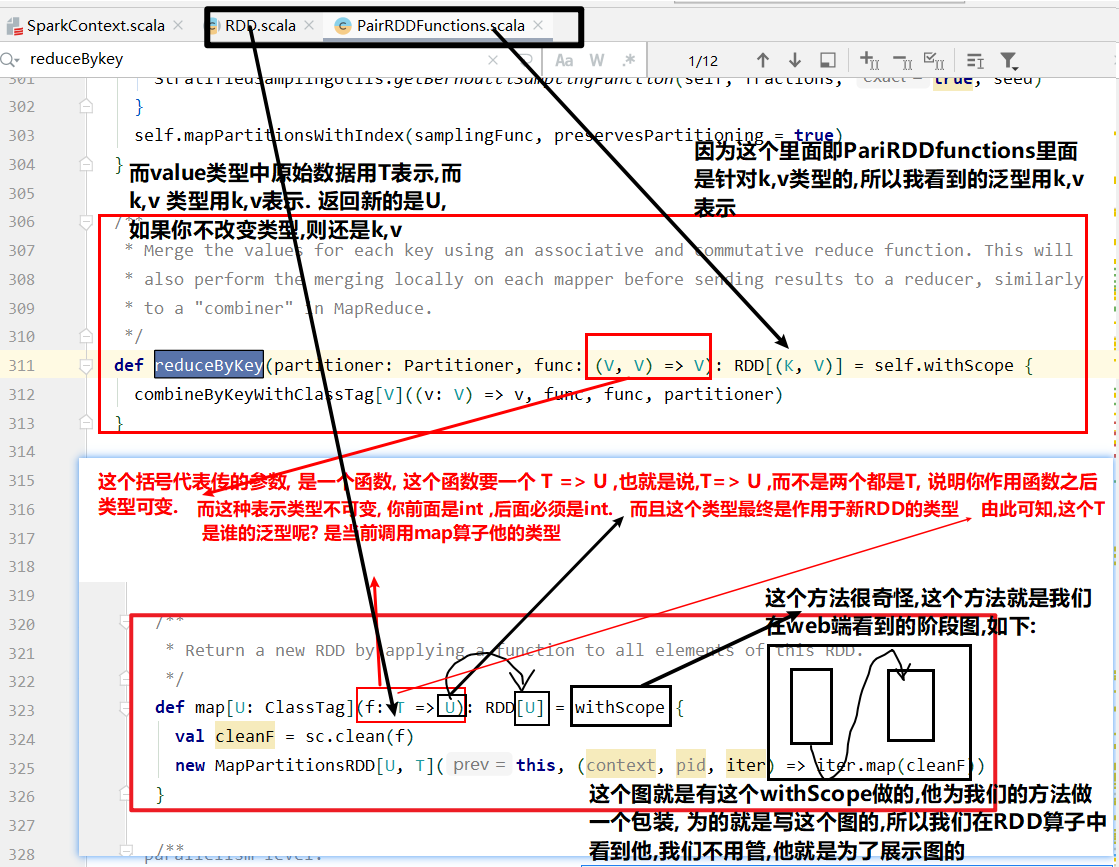 SparkContext.scala
RDD.scala
PairRDDFunctions.scala
reduceBykey
Aa W .* 1/12
301 StratifiedSamplingUtils.getBernoulliSamplingFunction(self, fractions, exact = true, seed)
302 }
303 self.mapPartitionsWithIndex(samplingFunc, preservesPartitioning = true)
304 }
因为这个里面即PariRDDfunctions里面
是针对k,v类型的,所以我看到的泛型用k,v
表示
而value类型中原始数据用T表示,而
k,v 类型用k,v表示. 返回新的是U,
如果你不改变类型,则还是k,v
305
306 /**
307 * Merge the values for each key using an associative and commutative reduce function. This will
308 * also perform the merging locally on each mapper before sending results to a reducer, similarly
309 * to a "combiner" in MapReduce.
310 */
311 def reduceByKey(partitioner: Partitioner, func: (V, V) => V): RDD[(K, V)] = self.withScope {
312 combineByKeyWithClassTag[V]((v: V) => v, func, func, partitioner)
313 }
314
315
316
317
318
319
这个括号代表传的参数, 是一个函数, 这个函数要一个 T => U ,也就是说,T=> U ,而不是两个都是T, 说明你作用函数之后
类型可变.
而这种表示类型不可变, 你前面是int ,后面必须是int.
而且这个类型最终是作用于新RDD的类型
由此可知,这个T
是谁的泛型呢? 是当前调用map算子他的类型
这个方法很奇怪,这个方法就是我们
在web端看到的阶段图,如下:
320 /**
321 * Return a new RDD by applying a function to all elements of this RDD.
322 */
323 def map[U: ClassTag](f: T => U): RDD[U] = withScope {
324 val cleanF = sc.clean(f)
325 new MapPartitionsRDD[U, T]( prev = this, (context, pid, iter) => iter.map(cleanF))
326 }
327
328 /**
parallelism level.
这个图就是有这个withScope做的,他为我们的方法做
一个包装, 为的就是写这个图的,所以我们在RDD算子中
看到他,我们不用管,他就是为了展示图的